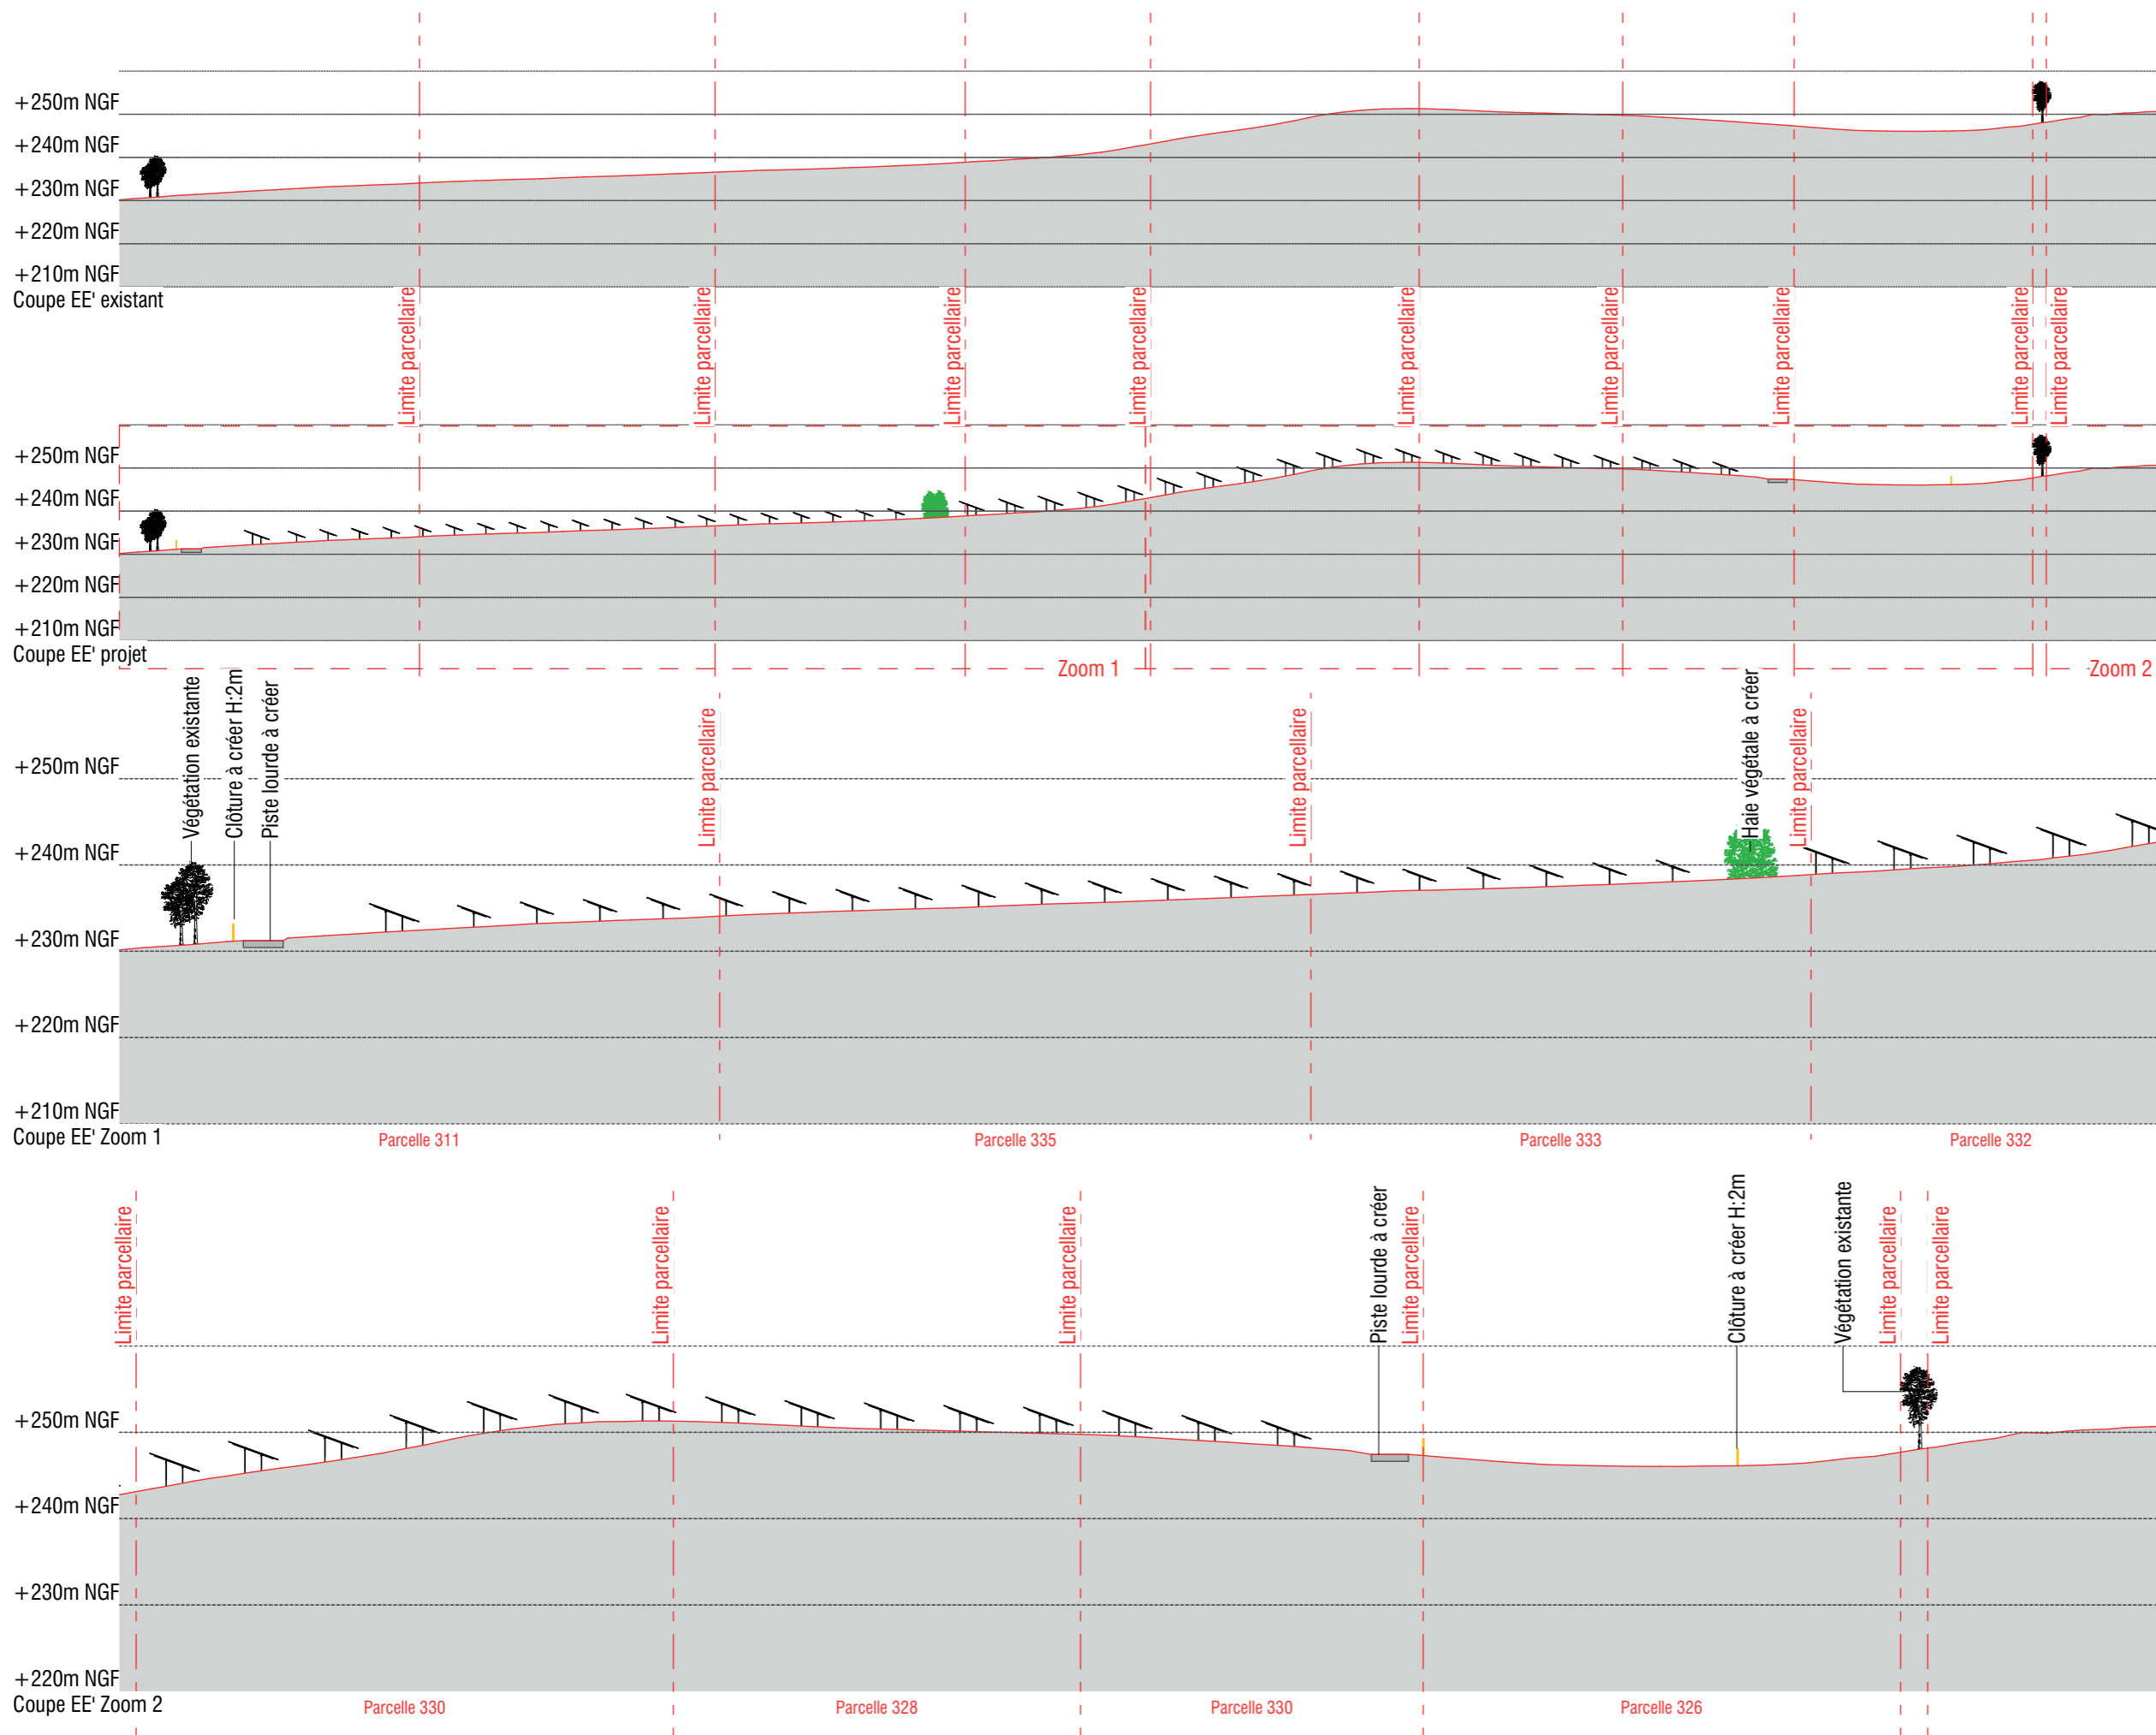 +250m NGF
+240m NGF
+230m NGF
+220m NGF
+210m NGF
Coupe EE' existant
Limite parcellaire
Limite parcellaire
Limite parcellaire
Limite parcellaire
Limite parcellaire
Limite parcellaire
Limite parcellaire
Limite parcellaire
Limite parcellaire
+250m NGF
+240m NGF
+230m NGF
+220m NGF
+210m NGF
Coupe EE' projet
Zoom 1
Zoom 2
Végétation existante
Clôture à créer H:2m
Piste lourde à créer
Limite parcellaire
Limite parcellaire
Haie végétale à créer
Limite parcellaire
+250m NGF
+240m NGF
+230m NGF
+220m NGF
+210m NGF
Coupe EE' Zoom 1
Parcelle 311
Parcelle 335
Parcelle 333
Parcelle 332
Limite parcellaire
Limite parcellaire
Limite parcellaire
Piste lourde à créer
Limite parcellaire
Clôture à créer H:2m
Végétation existante
Limite parcellaire
Limite parcellaire
+250m NGF
+240m NGF
+230m NGF
+220m NGF
Coupe EE' Zoom 2
Parcelle 330
Parcelle 328
Parcelle 330
Parcelle 326